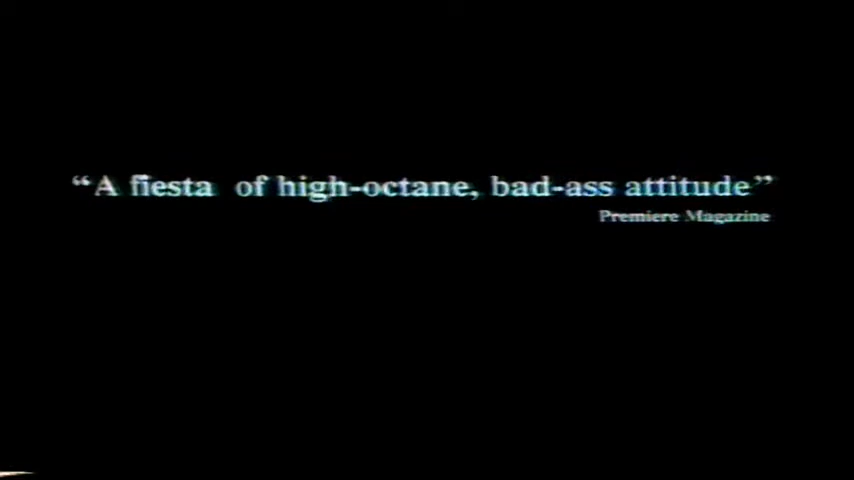 “A fiesta of high-octane, bad-ass attitude”
Premiere Magazine